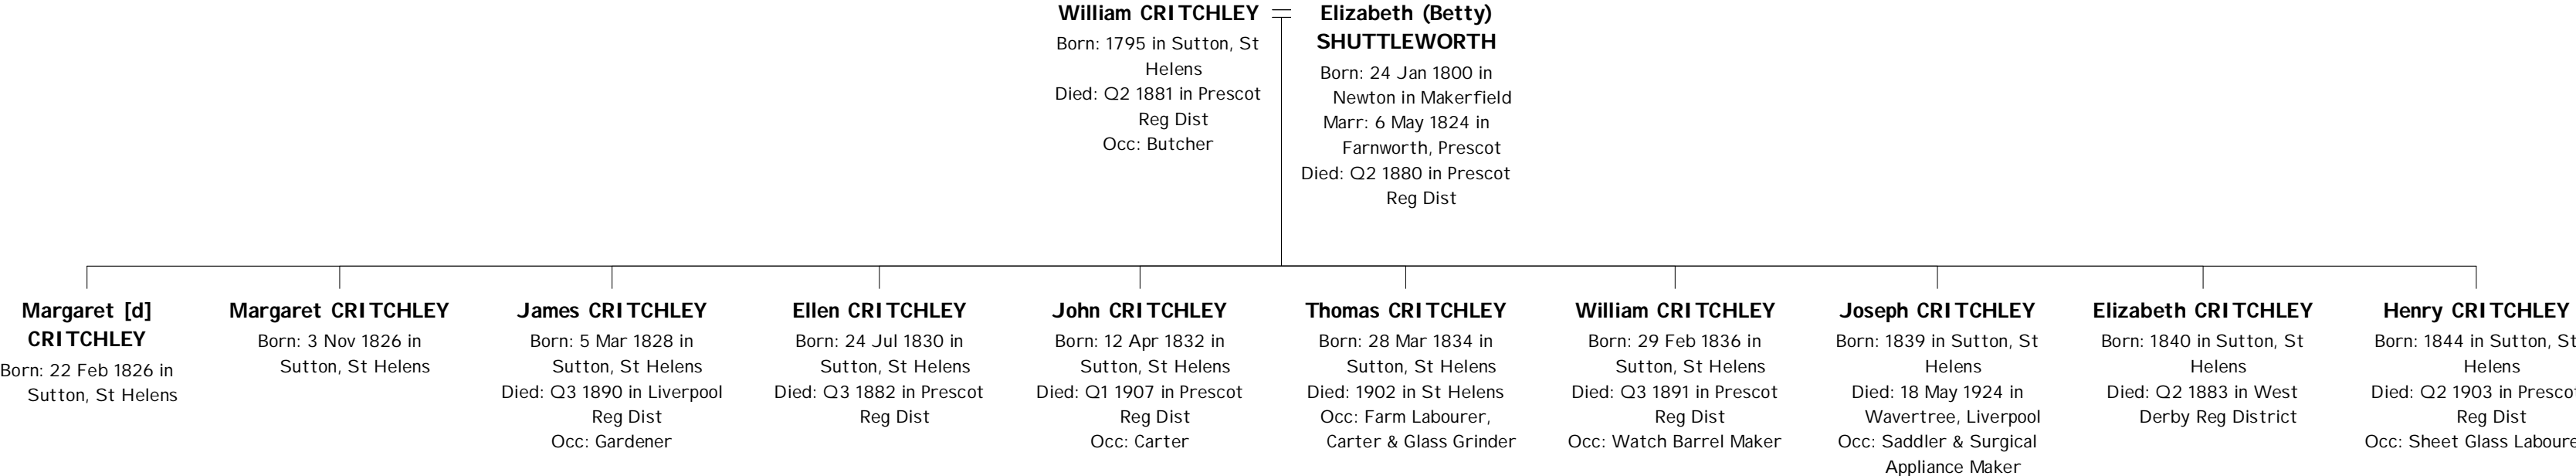 William CRITCHLEY
Born: 1795 in Sutton, St
Helens
Died: Q2 1881 in Prescot
Reg Dist
Occ: Butcher
Elizabeth (Betty)
SHUTTLEWORTH
Born: 24 Jan 1800 in
Newton in Makerfield
Marr: 6 May 1824 in
Farnworth, Prescot
Died: Q2 1880 in Prescot
Reg Dist
Margaret [d]
CRITCHLEY
Born: 22 Feb 1826 in
Sutton, St Helens
Margaret CRITCHLEY
Born: 3 Nov 1826 in
Sutton, St Helens
James CRITCHLEY
Born: 5 Mar 1828 in
Sutton, St Helens
Died: Q3 1890 in Liverpool
Reg Dist
Occ: Gardener
Ellen CRITCHLEY
Born: 24 Jul 1830 in
Sutton, St Helens
Died: Q3 1882 in Prescot
Reg Dist
John CRITCHLEY
Born: 12 Apr 1832 in
Sutton, St Helens
Died: Q1 1907 in Prescot
Reg Dist
Occ: Carter
Thomas CRITCHLEY
Born: 28 Mar 1834 in
Sutton, St Helens
Died: 1902 in St Helens
Occ: Farm Labourer,
Carter & Glass Grinder
William CRITCHLEY
Born: 29 Feb 1836 in
Sutton, St Helens
Died: Q3 1891 in Prescot
Reg Dist
Occ: Watch Barrel Maker
Joseph CRITCHLEY
Born: 1839 in Sutton, St
Helens
Died: 18 May 1924 in
Wavertree, Liverpool
Occ: Saddler & Surgical
Appliance Maker
Elizabeth CRITCHLEY
Born: 1840 in Sutton, St
Helens
Died: Q2 1883 in West
Derby Reg District
Henry CRITCHLEY
Born: 1844 in Sutton, St
Helens
Died: Q2 1903 in Prescot
Reg Dist
Occ: Sheet Glass Laboure